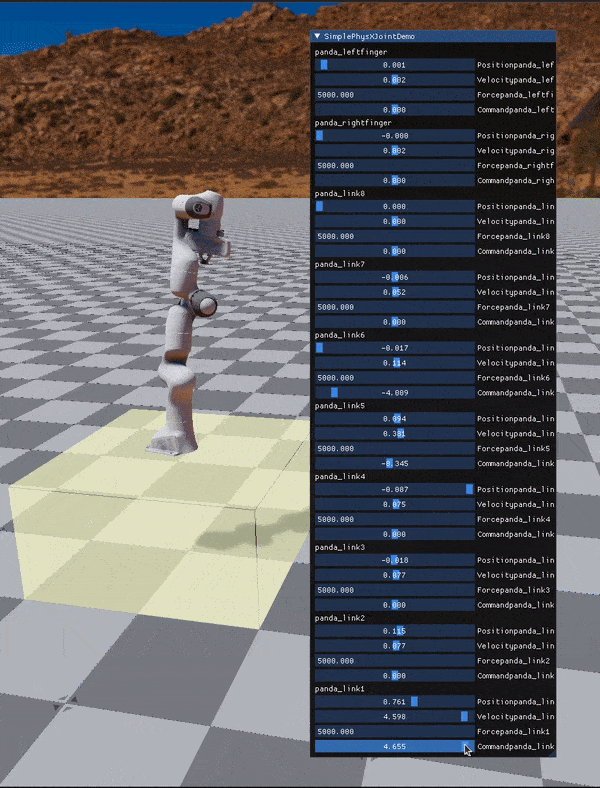 SimplePhysXJointDemo
panda_leftfinger
0.001 Positionpanda_lef
0.002 Velocitypanda_lef
5000.000 Forcepanda_leftfi
0.000 Commandpanda_left
panda_rightfinger
-0.000 Positionpanda_rig
0.002 Velocitypanda_rig
5000.000 Forcepanda_rightf
0.000 Commandpanda_righ
panda_link8
0.000 Positionpanda_lin
0.000 Velocitypanda_lin
5000.000 Forcepanda_link8
0.000 Commandpanda_link
panda_link7
-0.006 Positionpanda_lin
0.052 Velocitypanda_lin
5000.000 Forcepanda_link7
0.000 Commandpanda_link
panda_link6
-0.017 Positionpanda_lin
0.114 Velocitypanda_lin
5000.000 Forcepanda_link6
-4.009 Commandpanda_link
panda_link5
0.094 Positionpanda_lin
0.301 Velocitypanda_lin
5000.000 Forcepanda_link5
-0.345 Commandpanda_link
panda_link4
-0.007 Positionpanda_lin
0.075 Velocitypanda_lin
5000.000 Forcepanda_link4
0.000 Commandpanda_link
panda_link3
-0.018 Positionpanda_lin
0.077 Velocitypanda_lin
5000.000 Forcepanda_link3
0.000 Commandpanda_link
panda_link2
0.115 Positionpanda_lin
0.077 Velocitypanda_lin
5000.000 Forcepanda_link2
0.000 Commandpanda_link
panda_link1
0.761 Positionpanda_lin
4.598 Velocitypanda_lin
5000.000 Forcepanda_link1
4.655 Commandpanda_link